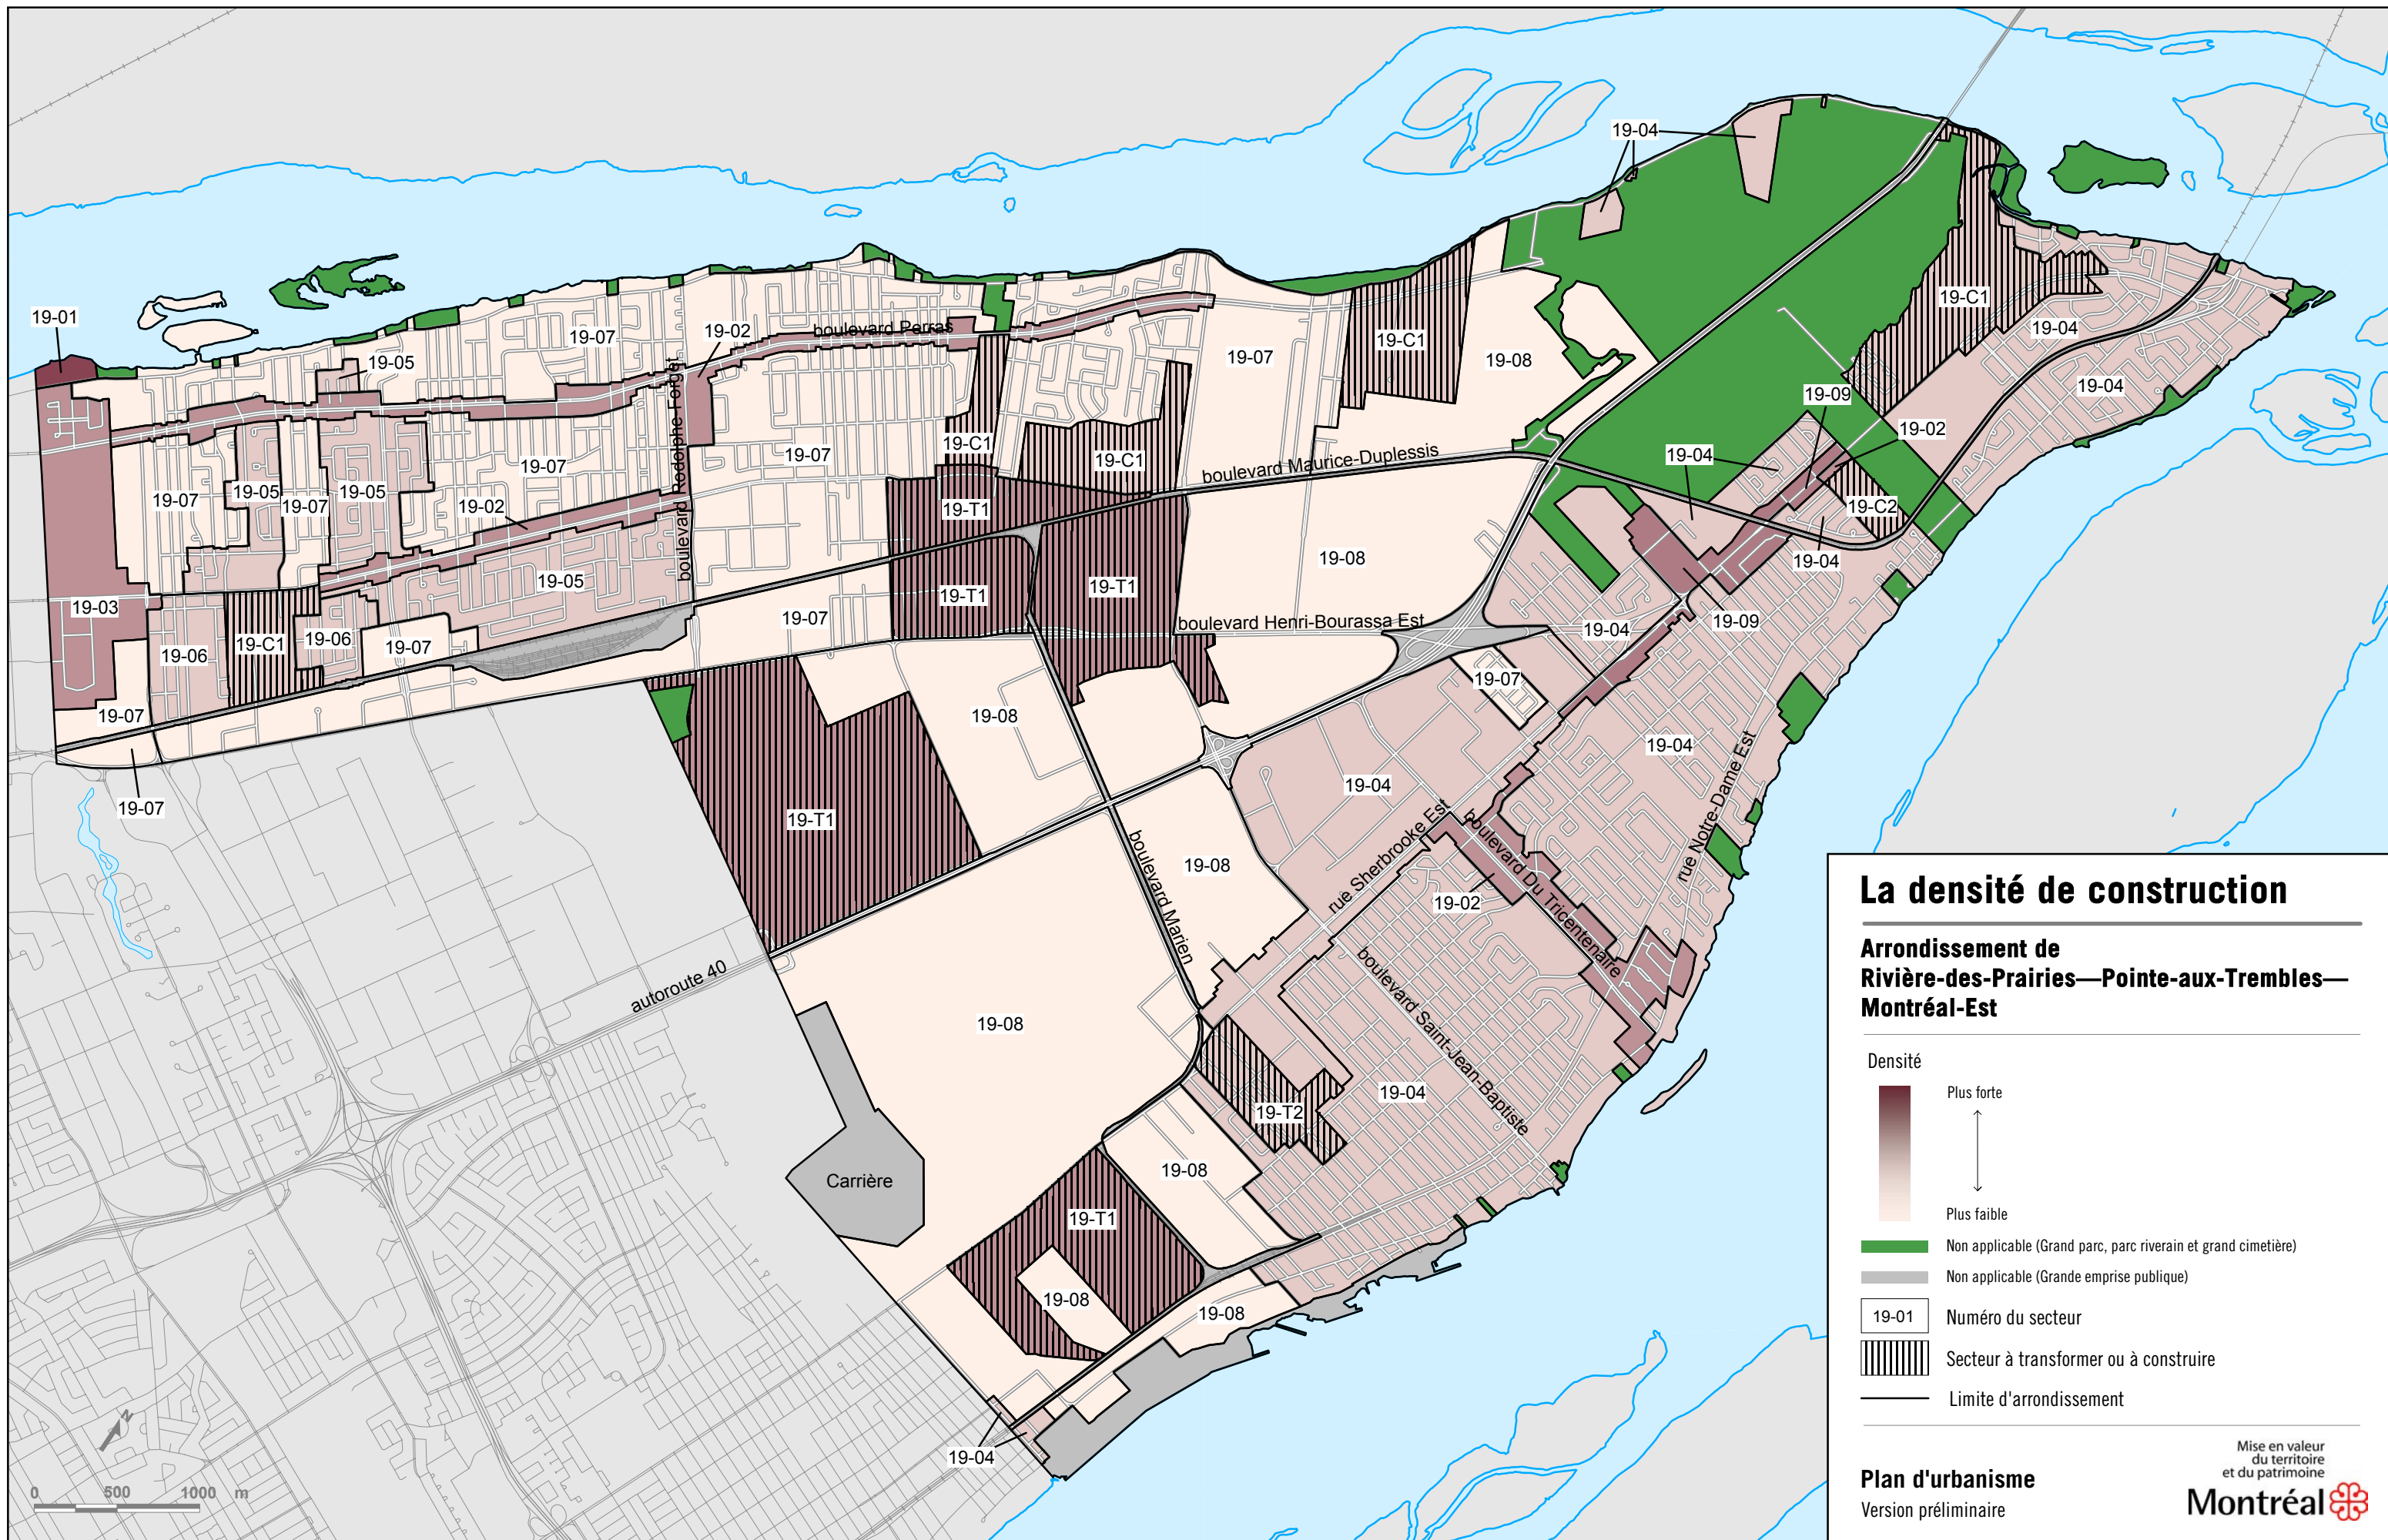 19-04
19-01
19-02
boulevard Perras
19-07
19-05
19-C1
19-07
19-08
19-C1
19-04
19-04
19-09
19-02
boulevard Rodolphe-Forget
19-C1
19-C1
boulevard Maurice-Duplessis
19-04
19-07
19-07
19-07
19-05
19-07
19-05
19-02
19-T1
19-C2
19-08
19-04
19-05
19-T1
19-T1
19-03
19-07
boulevard Henri-Bourassa Est
19-04
19-09
19-06
19-C1
19-06
19-07
19-07
19-07
19-08
19-04
19-07
19-T1
19-04
rue Notre-Dame Est
boulevard Marien
19-08
rue Sherbrooke Est
boulevard Du Tricentenaire
19-02
autoroute 40
boulevard Saint-Jean-Baptiste
19-08
19-04
19-T2
Carrière
19-08
19-T1
19-08
19-08
19-04
N
0 500 1000 m
La densité de construction
Arrondissement de
Rivière-des-Prairies—Pointe-aux-Trembles—
Montréal-Est
Densité
Plus forte
Plus faible
Non applicable (Grand parc, parc riverain et grand cimetière)
Non applicable (Grande emprise publique)
19-01 Numéro du secteur
Secteur à transformer ou à construire
Limite d'arrondissement
Plan d'urbanisme
Version préliminaire
Mise en valeur
du territoire
et du patrimoine
Montréal